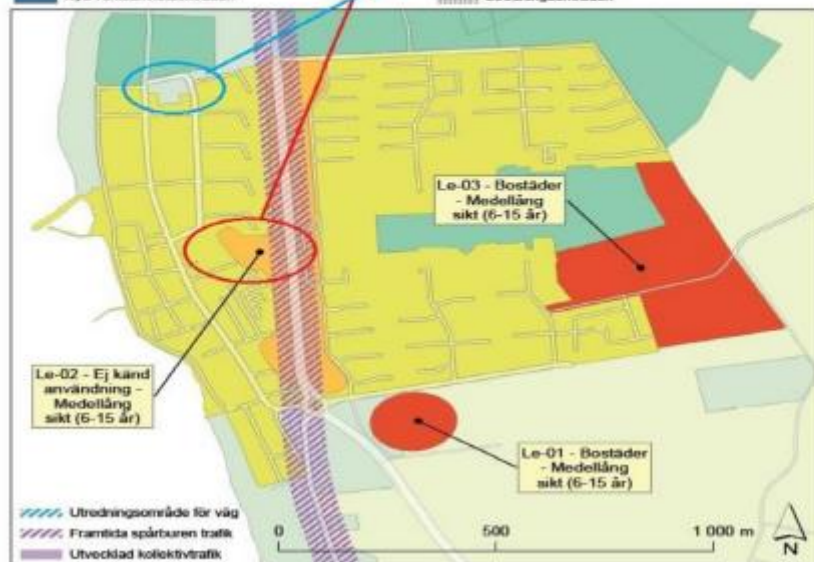 Le-03 - Bostäder
- Medellång
sikt (6-15 år)
Le-02 - Ej känd
användning -
Medellång
sikt (6-15 år)
Le-01 - Bostäder
- Medellång
sikt (6-15 år)
Utredningsområde för väg
Framtida spårburen trafik
Utvecklad kollektivtrafik
0 500 1 000 m
N